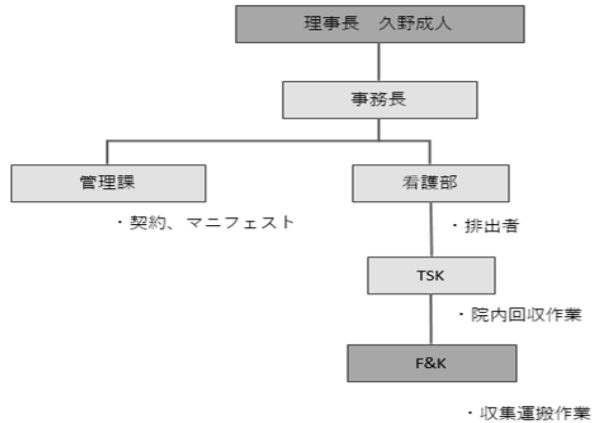 理事長　久野成人
事務長
管理課
看護部
・契約、マニフェスト
・排出者
TSK
・院内回収作業
F&K
・収集運搬作業